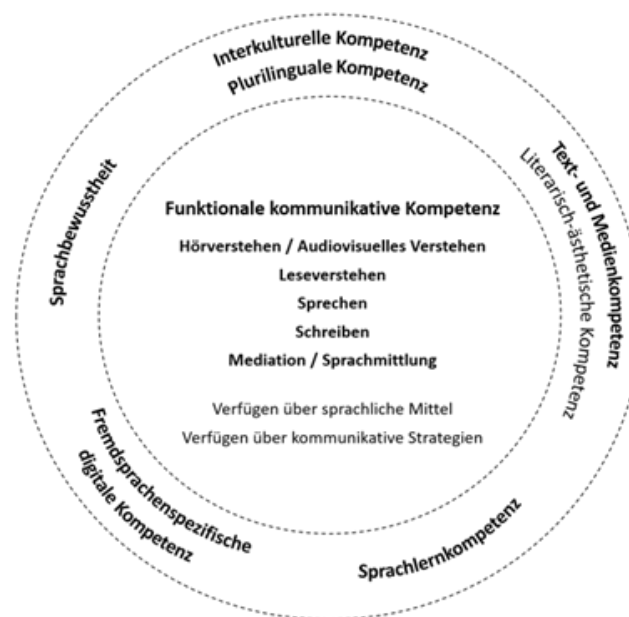 Interkulturelle Kompetenz
Plurilinguale Kompetenz
Text- und Medienkompetenz
Literarisch-ästhetische Kompetenz
Sprachbewusstheit
Funktionale kommunikative Kompetenz
Hörverstehen / Audiovisuelles Verstehen
Leseverstehen
Sprechen
Schreiben
Mediation / Sprachmittlung
Verfügen über sprachliche Mittel
Verfügen über kommunikative Strategien
Fremdsprachenspezifische
digitale Kompetenz
Sprachlernkompetenz